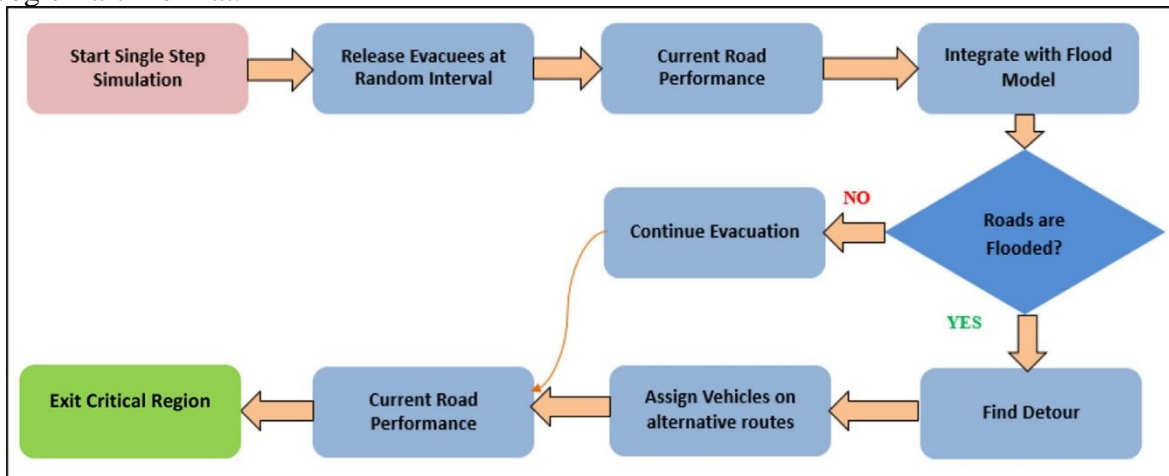 Start Single Step
Simulation
Release Evacuees at
Random Interval
Current Road
Performance
Integrate with Flood
Model
Roads are
Flooded?
NO
Continue Evacuation
YES
Find Detour
Assign Vehicles on
alternative routes
Current Road
Performance
Exit Critical Region